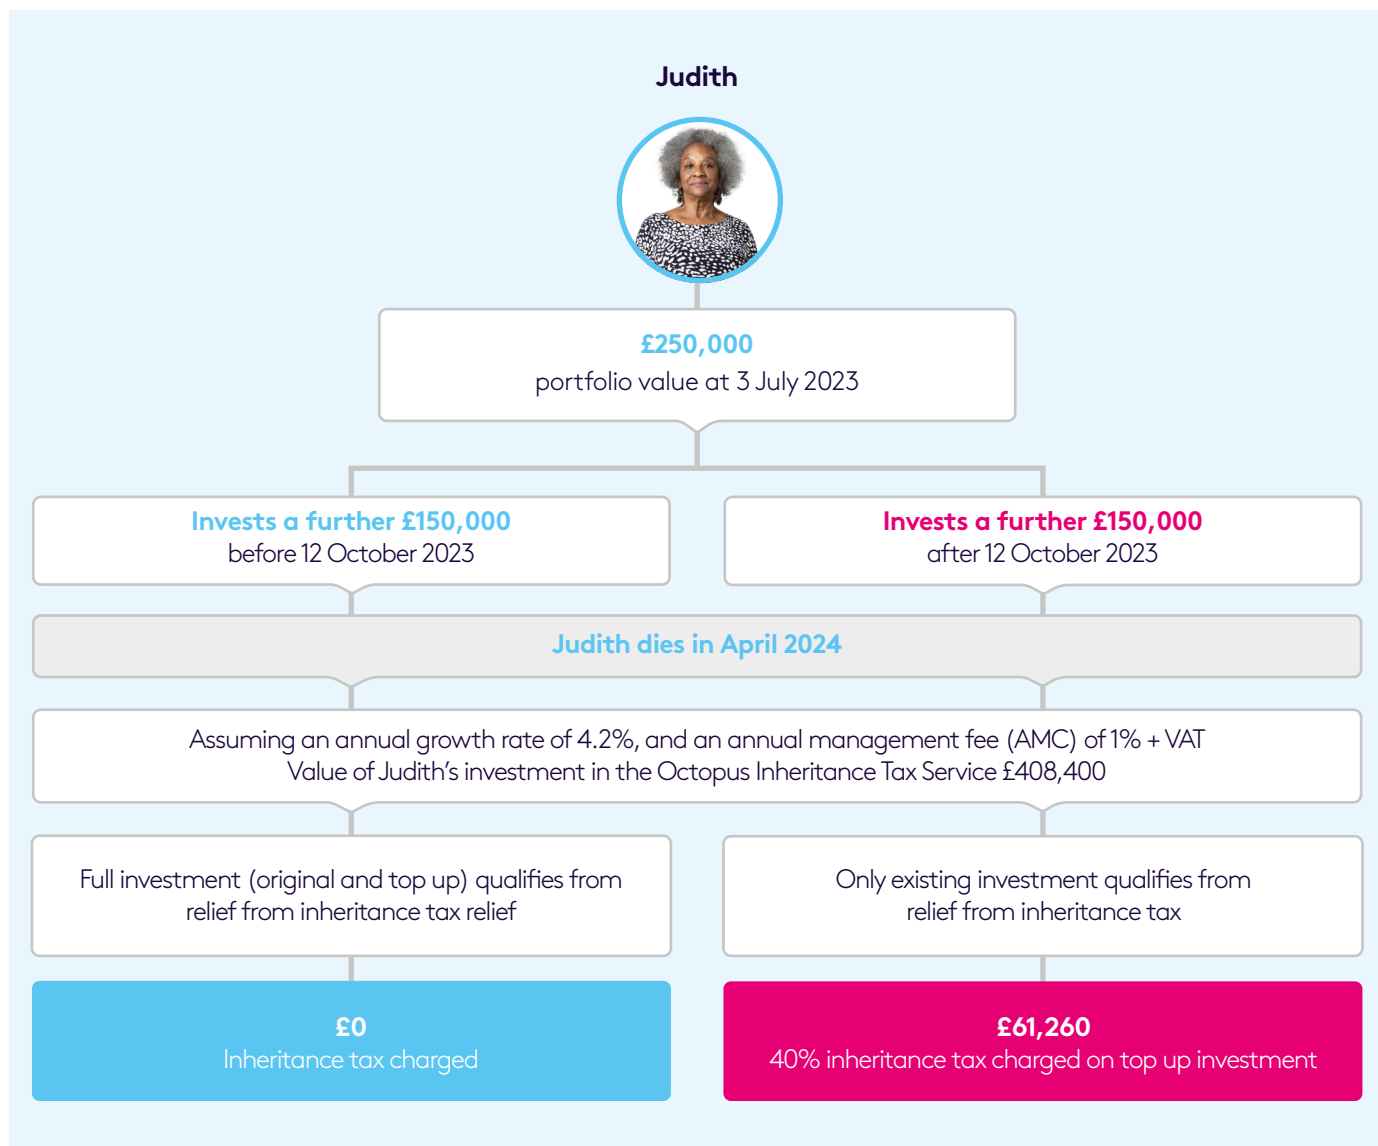 Judith
£250,000
portfolio value at 3 July 2023
Invests a further £150,000
before 12 October 2023
Invests a further £150,000
after 12 October 2023
Judith dies in April 2024
Assuming an annual growth rate of 4.2%, and an annual management fee (AMC) of 1% + VAT
Value of Judith's investment in the Octopus Inheritance Tax Service £408,400
Full investment (original and top up) qualifies from
relief from inheritance tax relief
Only existing investment qualifies from
relief from inheritance tax
£0
Inheritance tax charged
£61,260
40% inheritance tax charged on top up investment